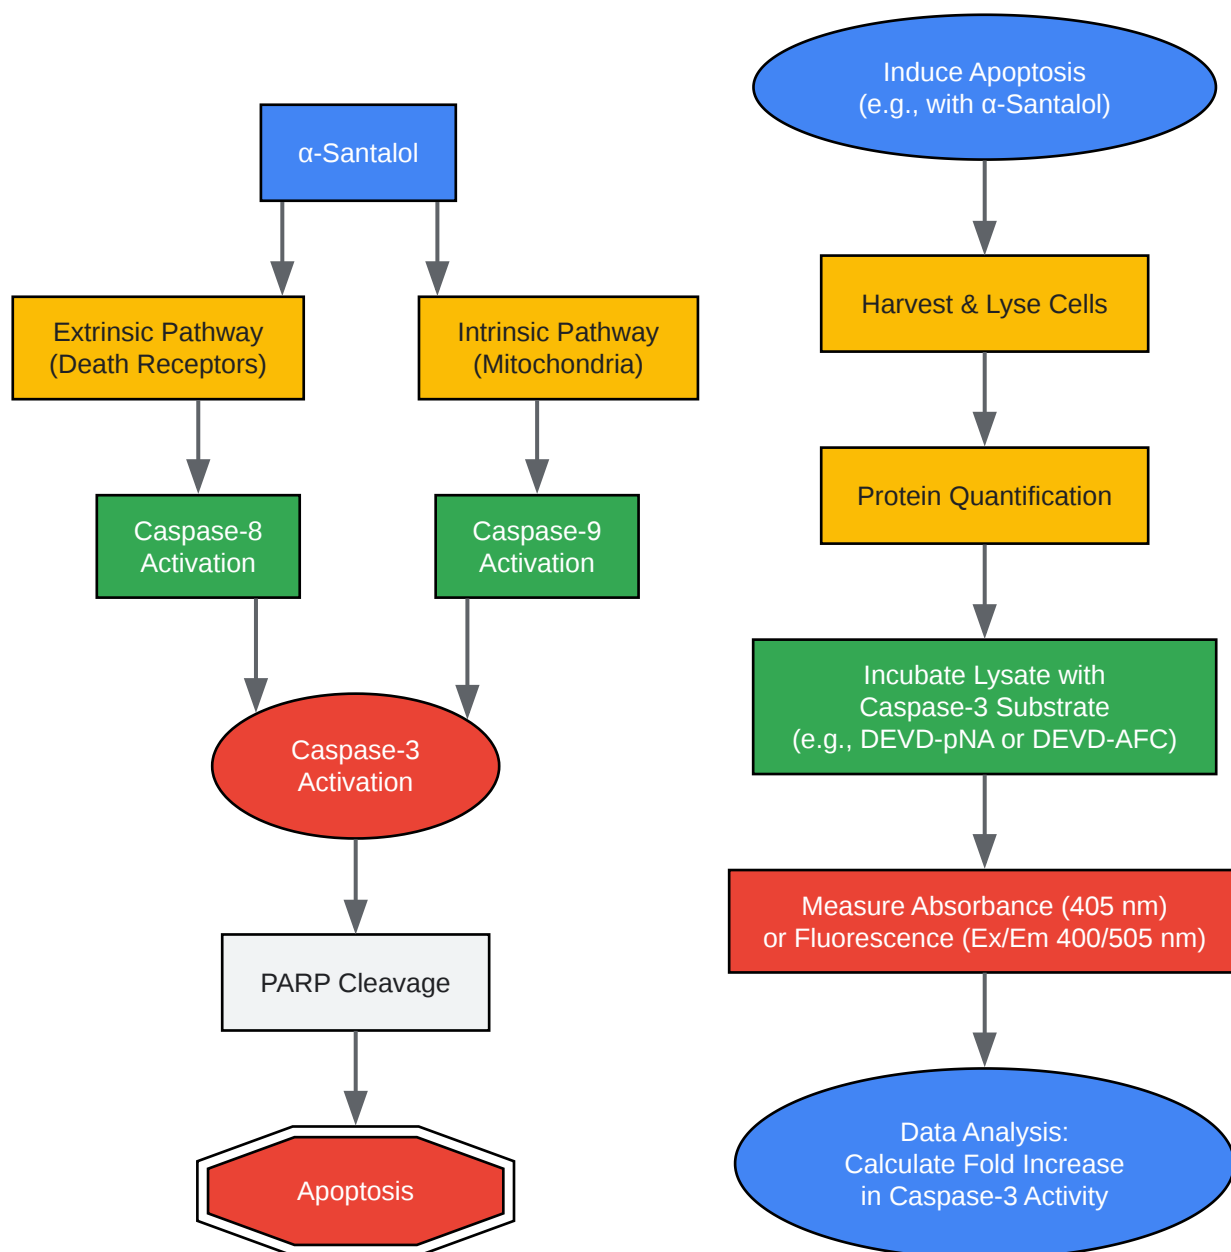 α-Santalol
Extrinsic Pathway
(Death Receptors)
Intrinsic Pathway
(Mitochondria)
Caspase-8
Activation
Caspase-9
Activation
Caspase-3
Activation
PARP Cleavage
Apoptosis
Induce Apoptosis
(e.g., with α-Santalol)
Harvest & Lyse Cells
Protein Quantification
Incubate Lysate with
Caspase-3 Substrate
(e.g., DEVD-pNA or DEVD-AFC)
Measure Absorbance (405 nm)
or Fluorescence (Ex/Em 400/505 nm)
Data Analysis:
Calculate Fold Increase
in Caspase-3 Activity